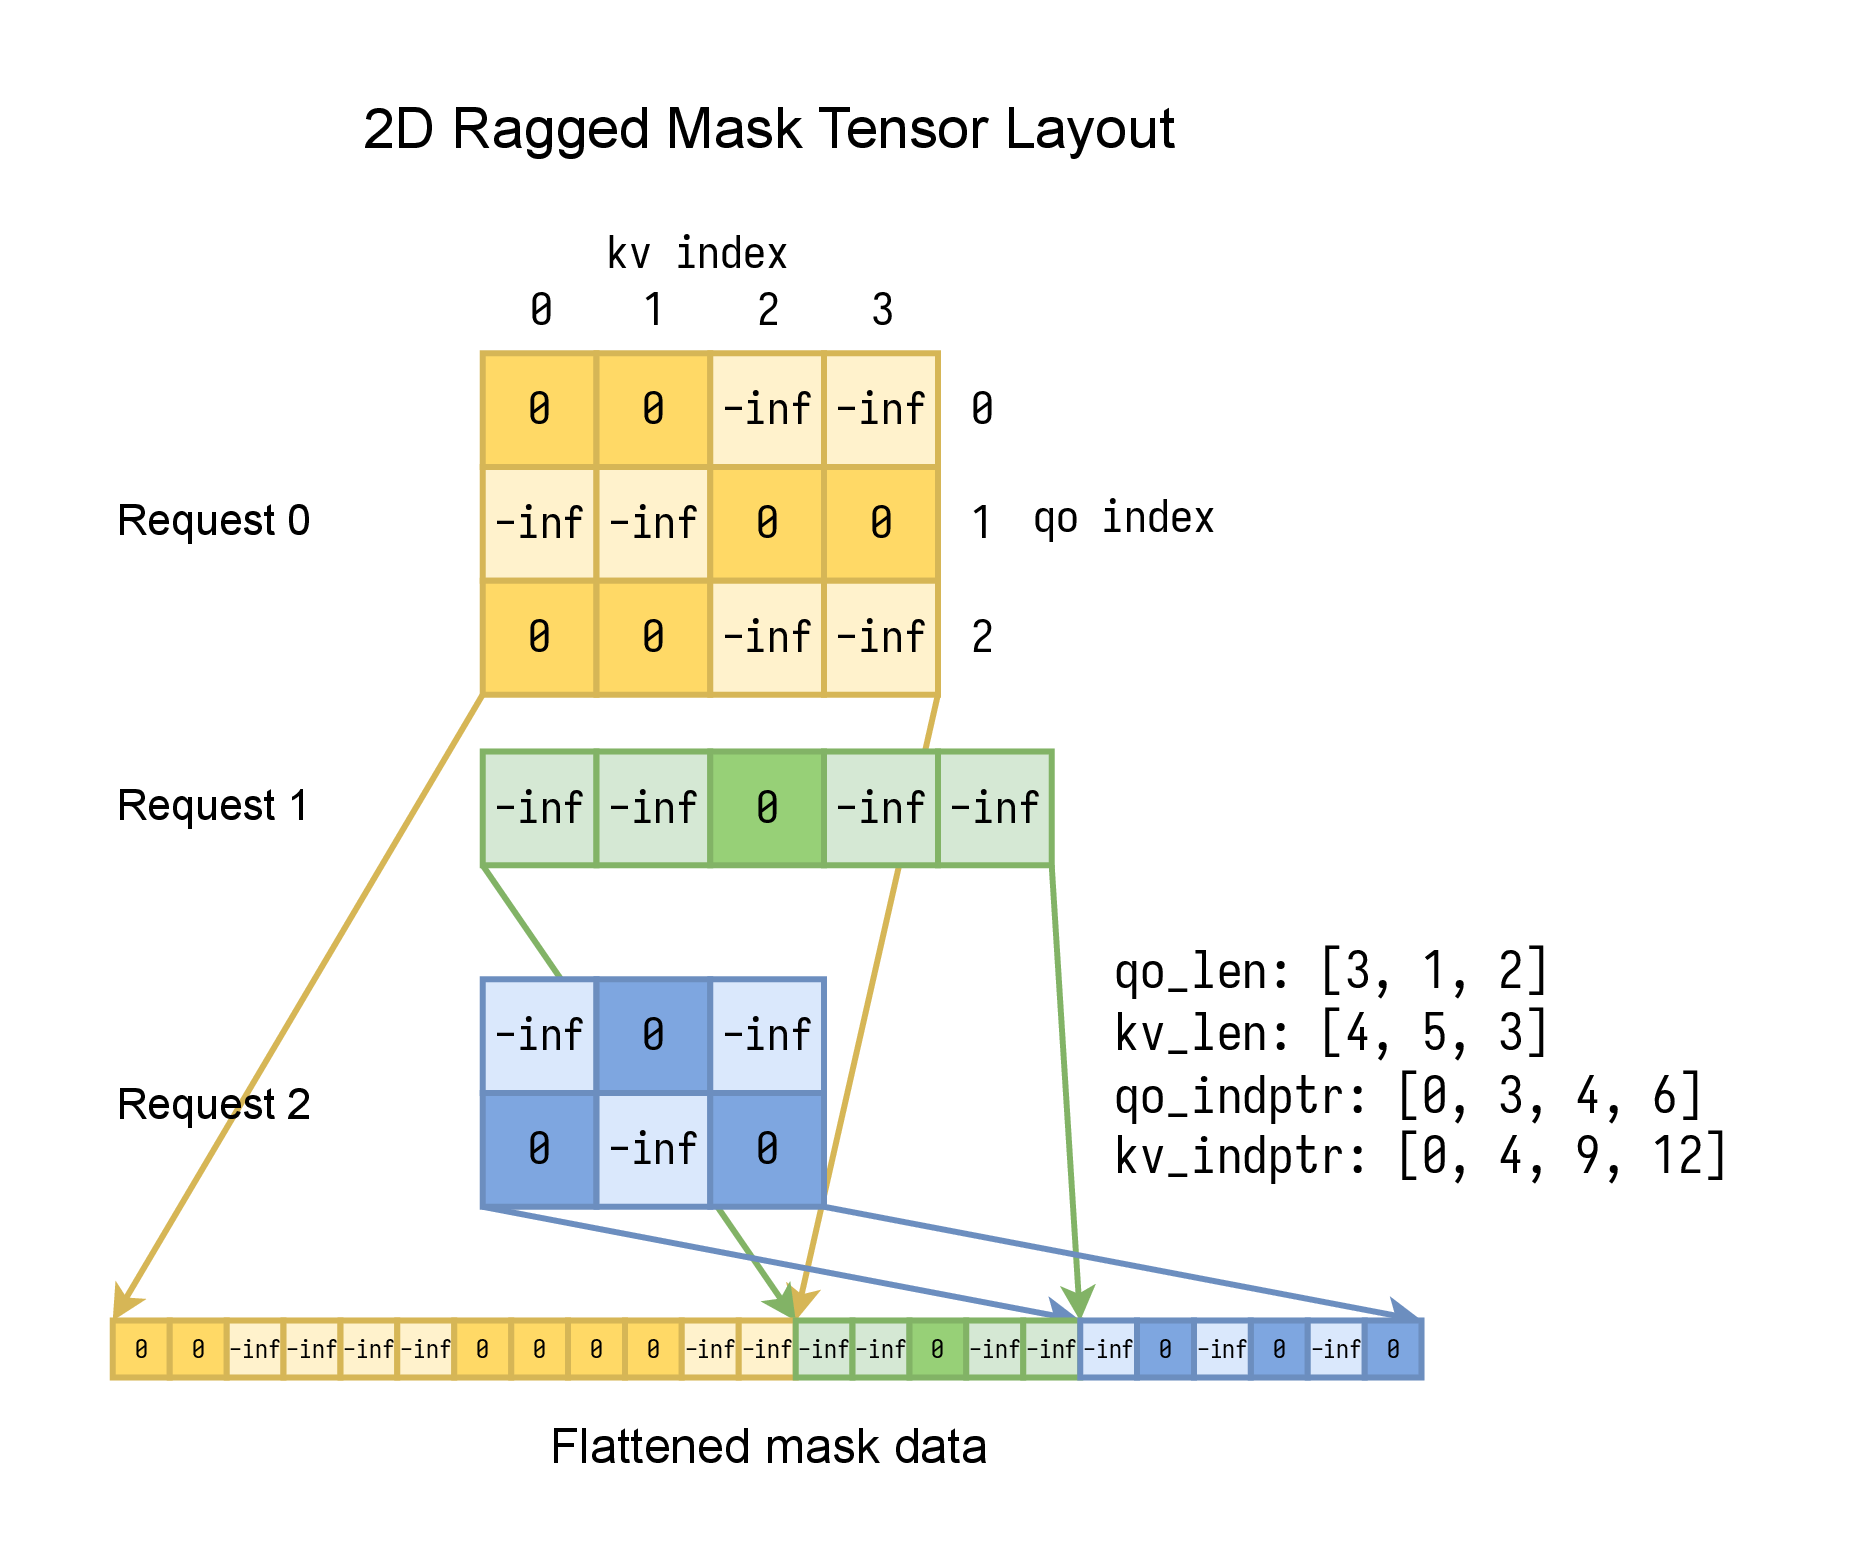 2D Ragged Mask Tensor Layout
kv index
0 1 2 3
0 0 -inf -inf 0
Request 0 -inf -inf 0 0 1 qo index
0 0 -inf -inf 2
Request 1 -inf -inf 0 -inf -inf
qo_len: [3, 1, 2]
kv_len: [4, 5, 3]
qo_indptr: [0, 3, 4, 6]
kv_indptr: [0, 4, 9, 12]
-inf 0 -inf
Request 2
0 -inf 0
0 0 -inf -inf -inf -inf 0 0 0 0 -inf -inf -inf -inf 0 -inf -inf -inf 0 -inf 0 -inf 0
Flattened mask data